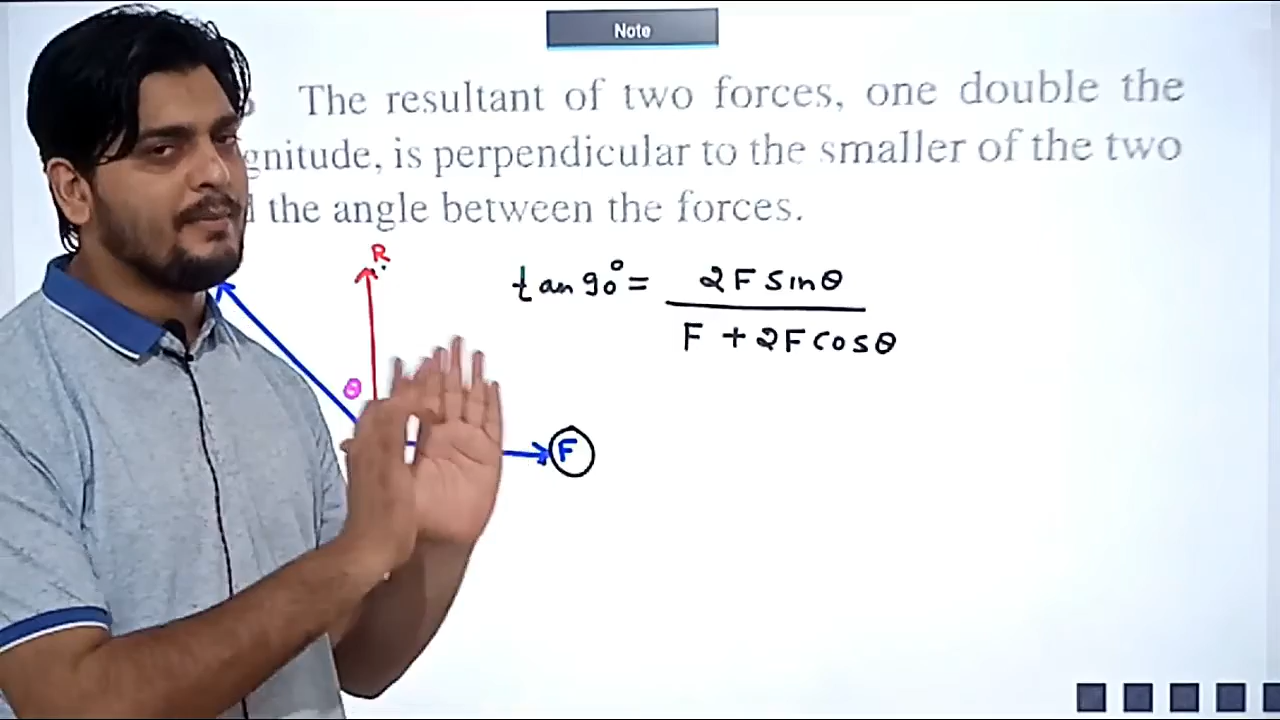 Note
The resultant of two forces, one double the
gnitude, is perpendicular to the smaller of the two
the angle between the forces.
R
tan 90° = 2F sinθ
F + 2F cosθ
θ
F